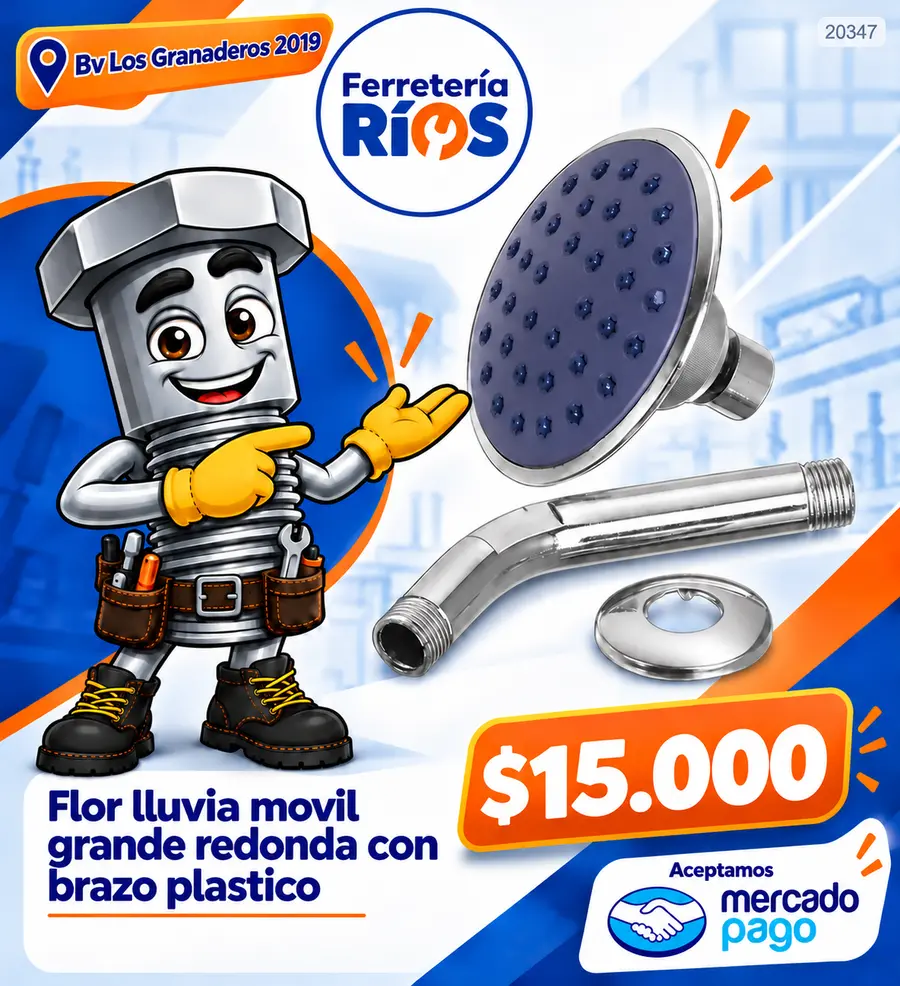 Bv Los Granaderos 2019
20347
Ferretería
Ríos
$15.000
Flor lluvia movil
grande redonda con
brazo plastico
Aceptamos
mercado
pago